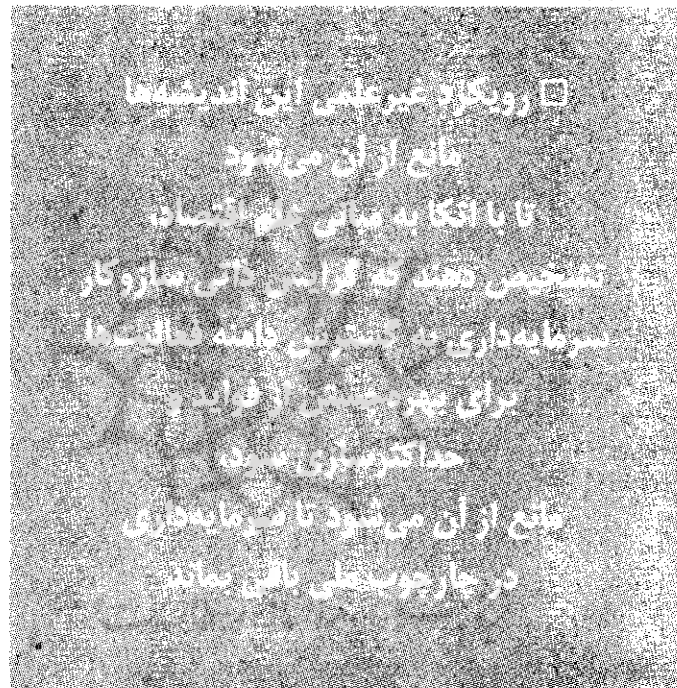 □ رویکرد غیرعلمی این اندیشه‌ها
مانع از آن می‌شود
تا با اتکا به مبانی علم اقتصاد،
تشخیص دهند که گرایش ذاتی سازوکار
سرمایه‌داری به گسترش دامنه فعالیت‌ها
برای بهره‌جستن از فواید و
حداکثرسازی سود،
مانع از آن می‌شود تا سرمایه‌داری
در چارچوب ملی باقی بماند.